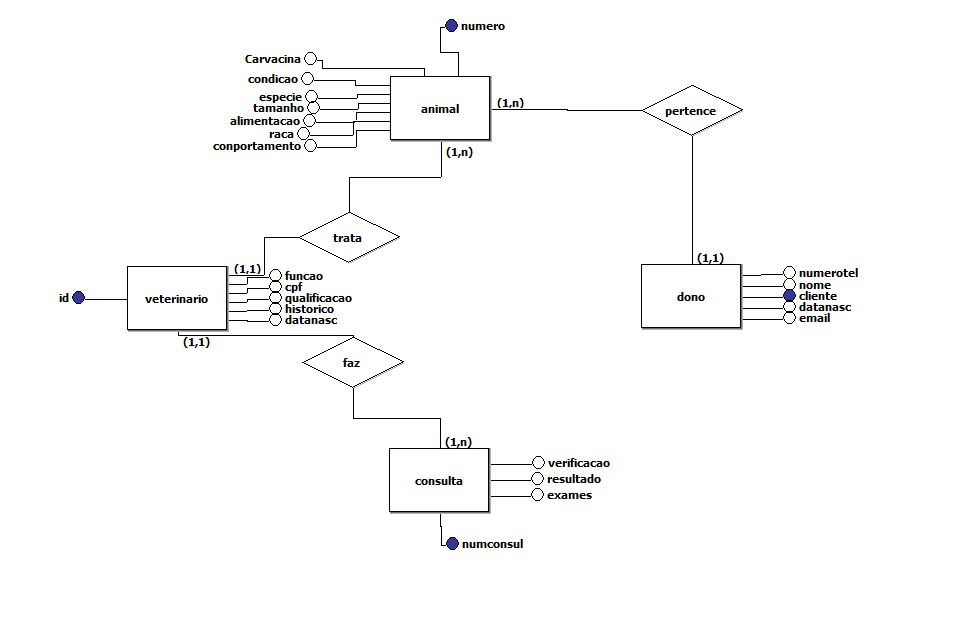 numero
Carvacina
condicao
especie
tamanho
alimentacao
raca
conportamento
animal
(1,n)
pertence
(1,n)
trata
(1,1)
(1,1)
id
veterinario
funcao
cpf
qualificacao
historico
datanasc
dono
numerotel
nome
cliente
datanasc
email
(1,1)
faz
(1,n)
consulta
verificacao
resultado
exames
numconsul